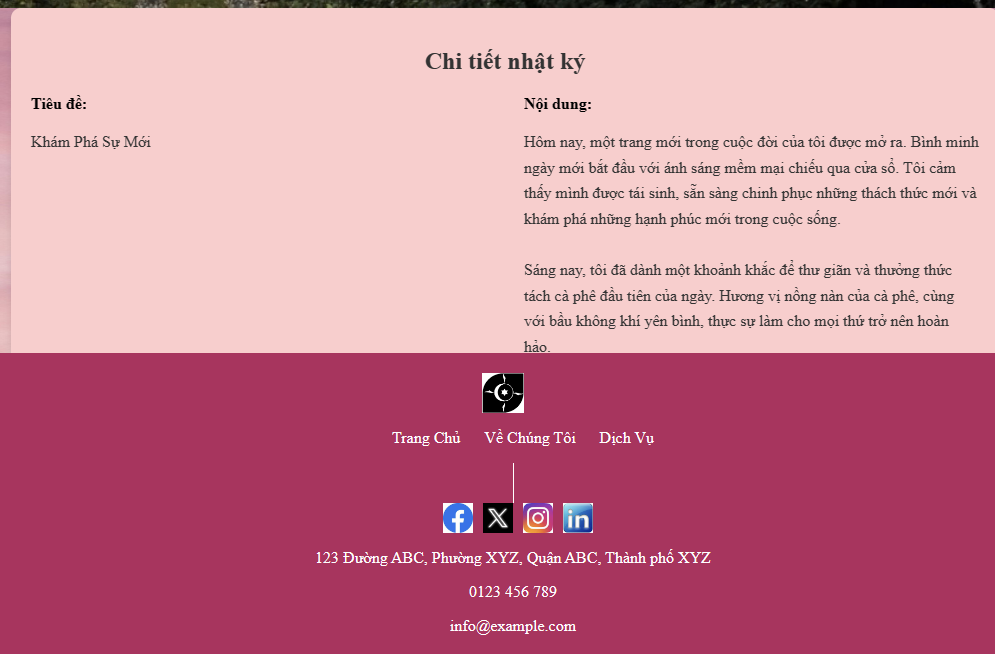 Chi tiết nhật ký
Tiêu đề:
Khám Phá Sự Mới
Nội dung:
Hôm nay, một trang mới trong cuộc đời của tôi được mở ra. Bình minh
ngày mới bắt đầu với ánh sáng mềm mại chiếu qua cửa sổ. Tôi cảm
thấy mình được tái sinh, sẵn sàng chinh phục những thách thức mới và
khám phá những hạnh phúc mới trong cuộc sống.
Sáng nay, tôi đã dành một khoảnh khắc để thư giãn và thưởng thức
tách cà phê đầu tiên của ngày. Hương vị nồng nàn của cà phê, cùng
với bầu không khí yên bình, thực sự làm cho mọi thứ trở nên hoàn
hảo.
Trang Chủ Về Chúng Tôi Dịch Vụ
123 Đường ABC, Phường XYZ, Quận ABC, Thành phố XYZ
0123 456 789
info@example.com